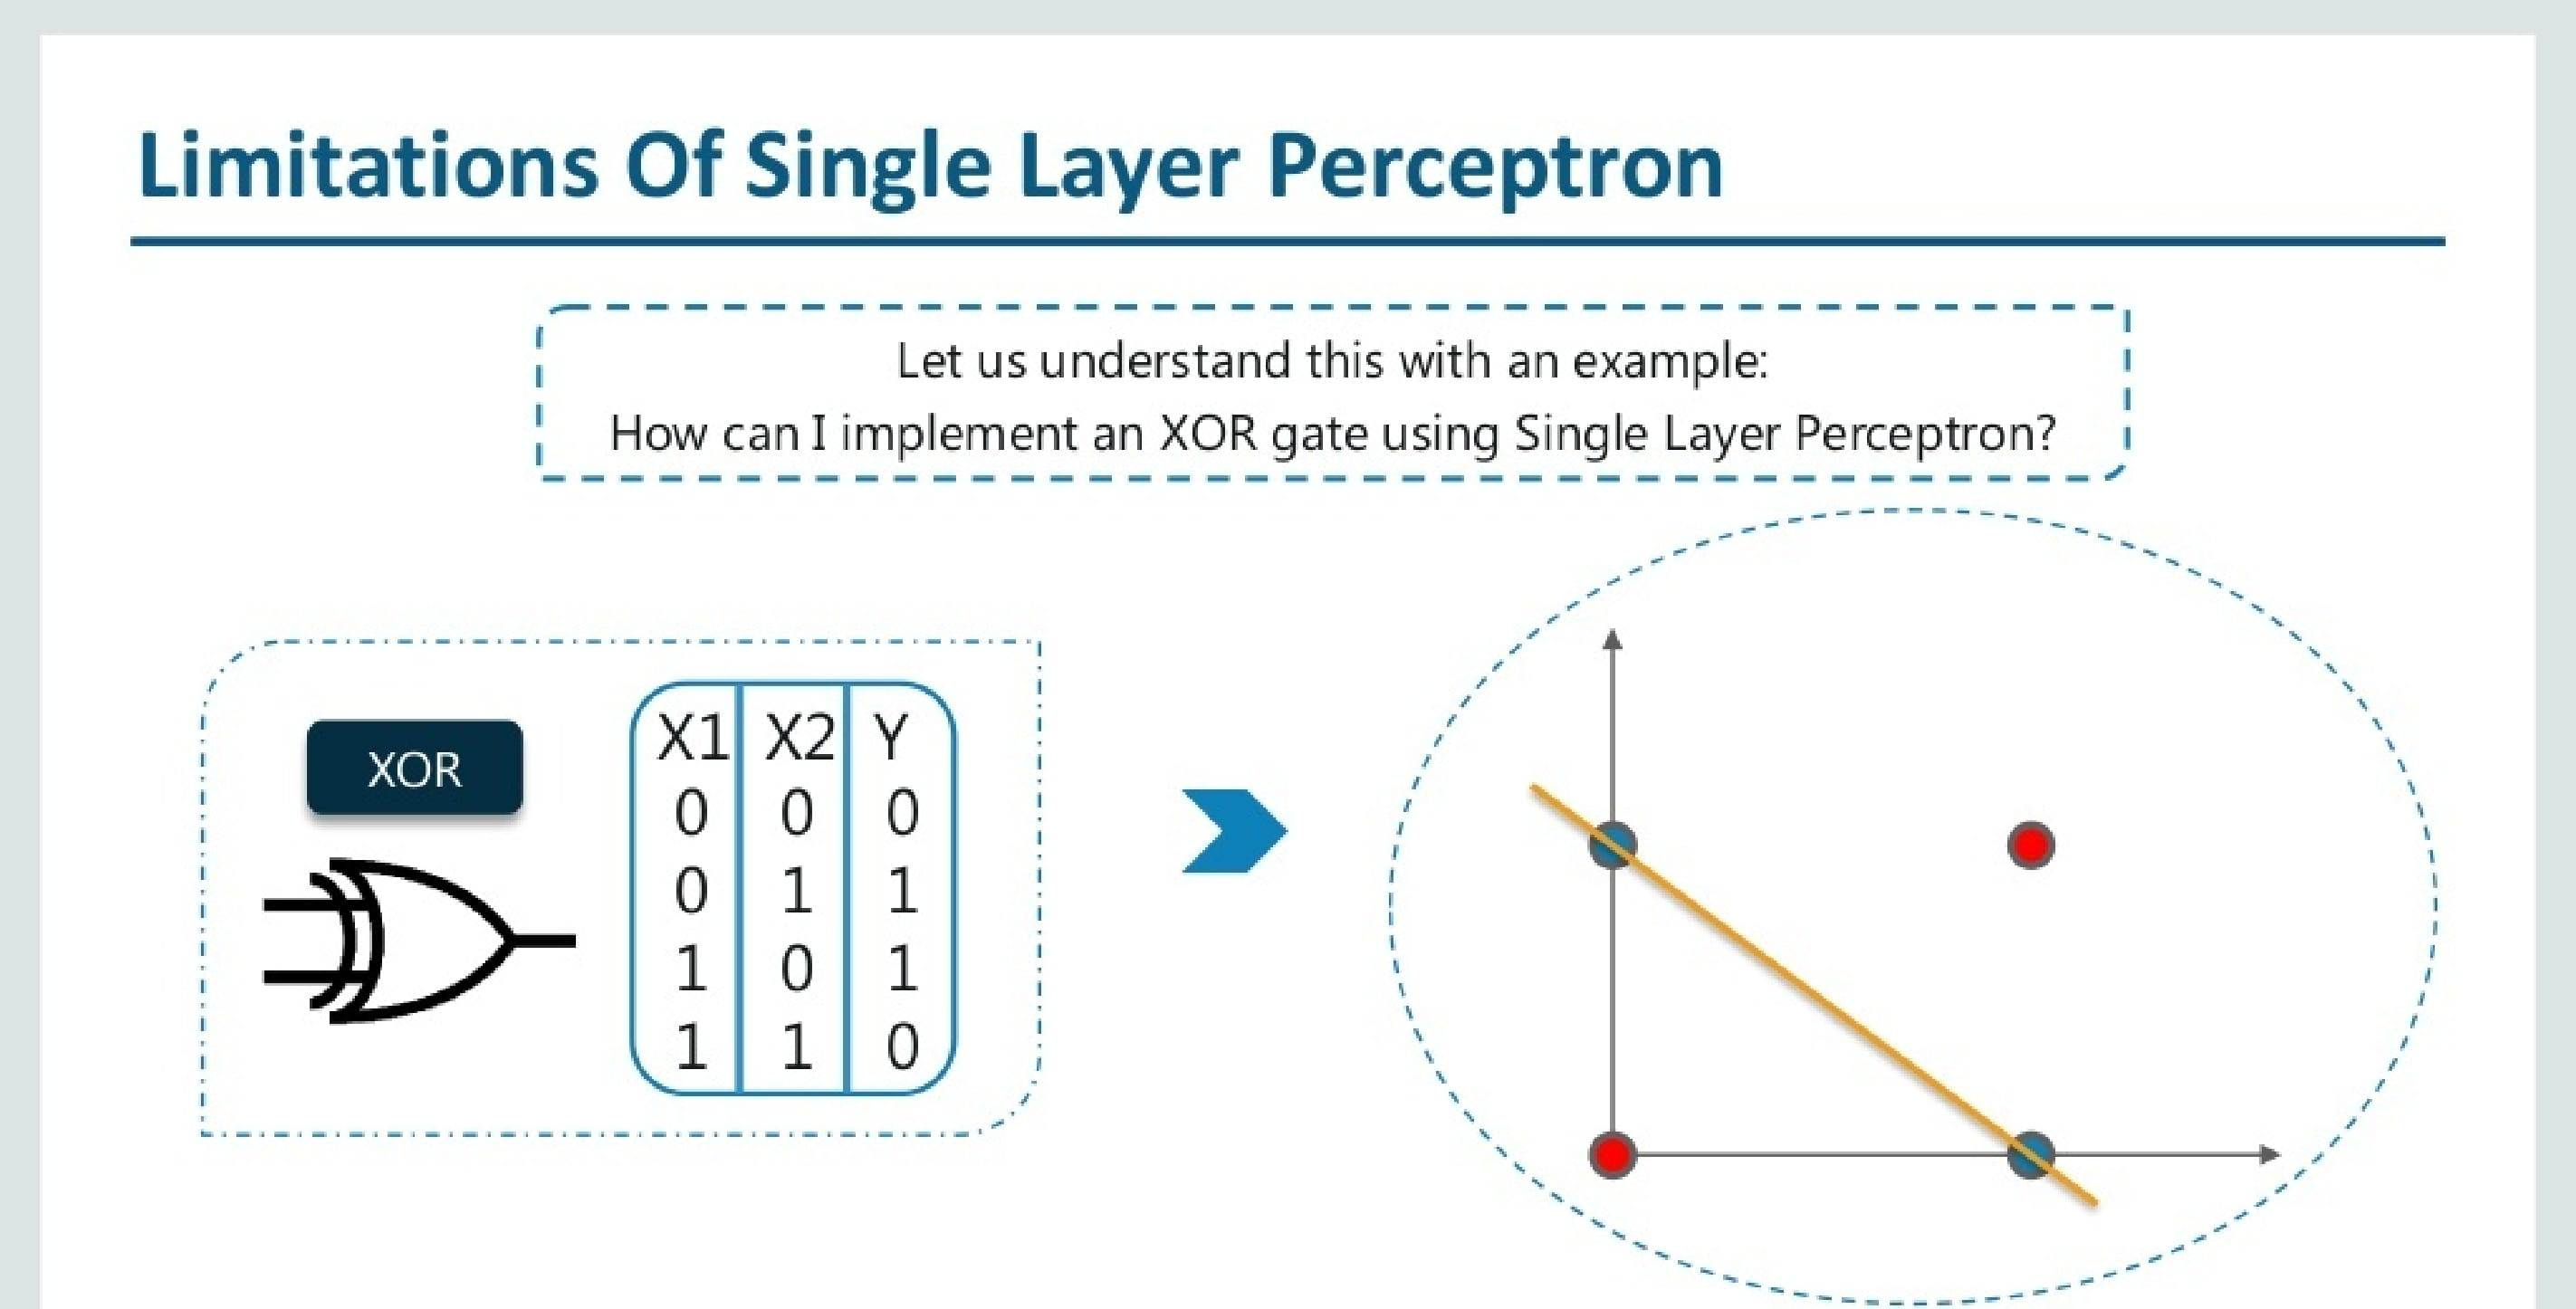 Limitations Of Single Layer Perceptron
Let us understand this with an example:
How can I implement an XOR gate using Single Layer Perceptron?
XOR
X1 X2 Y
0 0 0
0 1 1
1 0 1
1 1 0